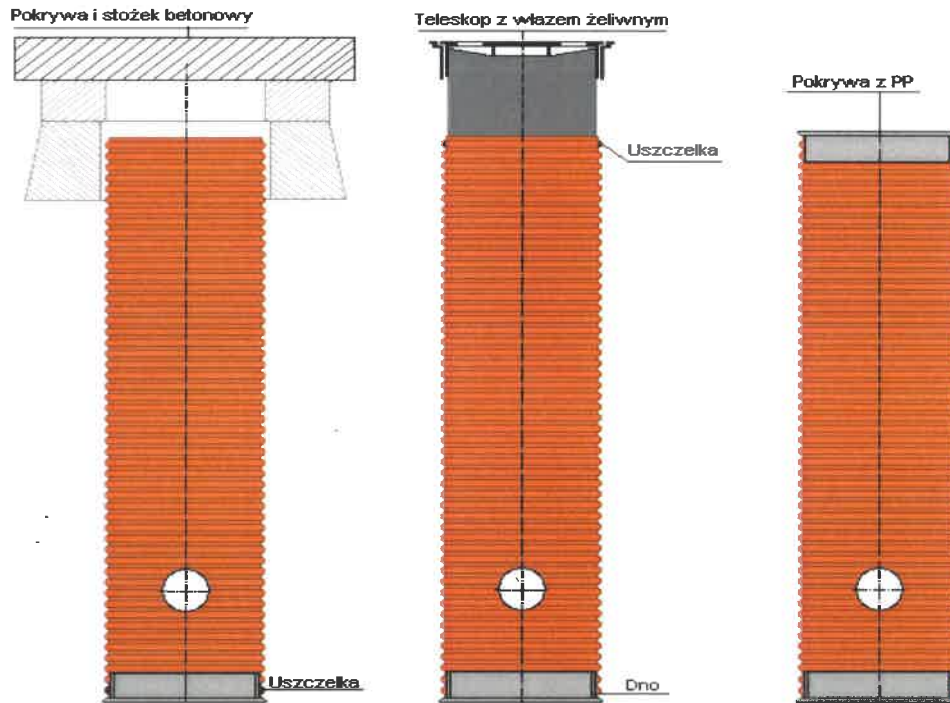 Pokrywa i stożek betonowy
Teleskop z włazem żeliwnym
Pokrywa z PP
Uszczelka
Uszczelka
Dno